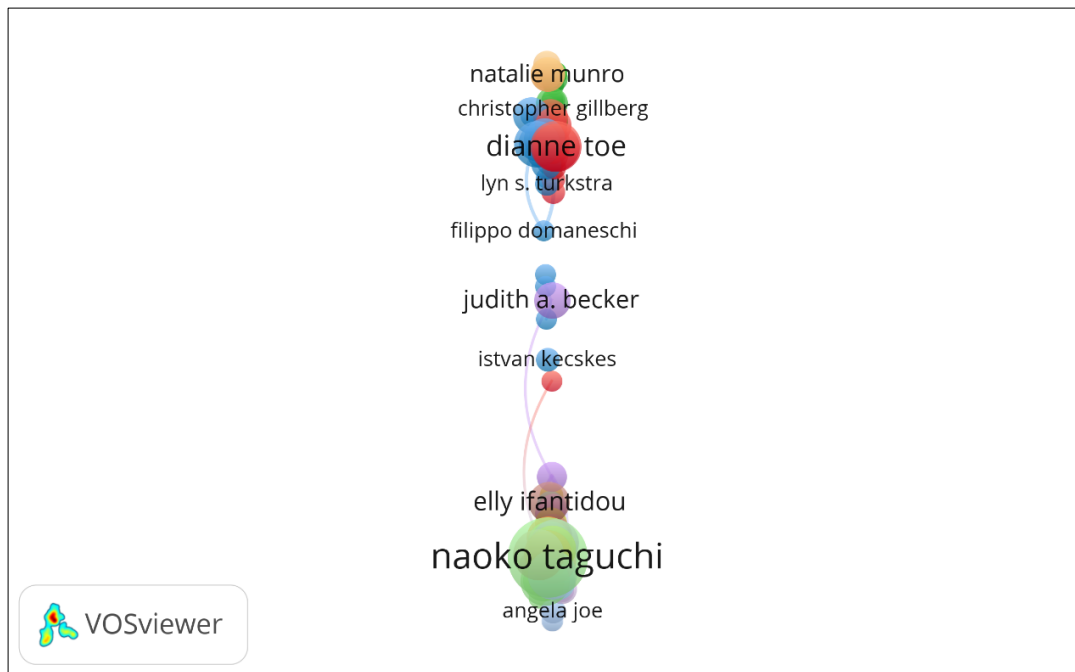 natalie munro
christopher gillberg
dianne toe
lyn s. turkstra
filippo domaneschi
judith a. becker
istvan kecskes
elly ifantidou
naoko taguchi
angela joe
VOSviewer